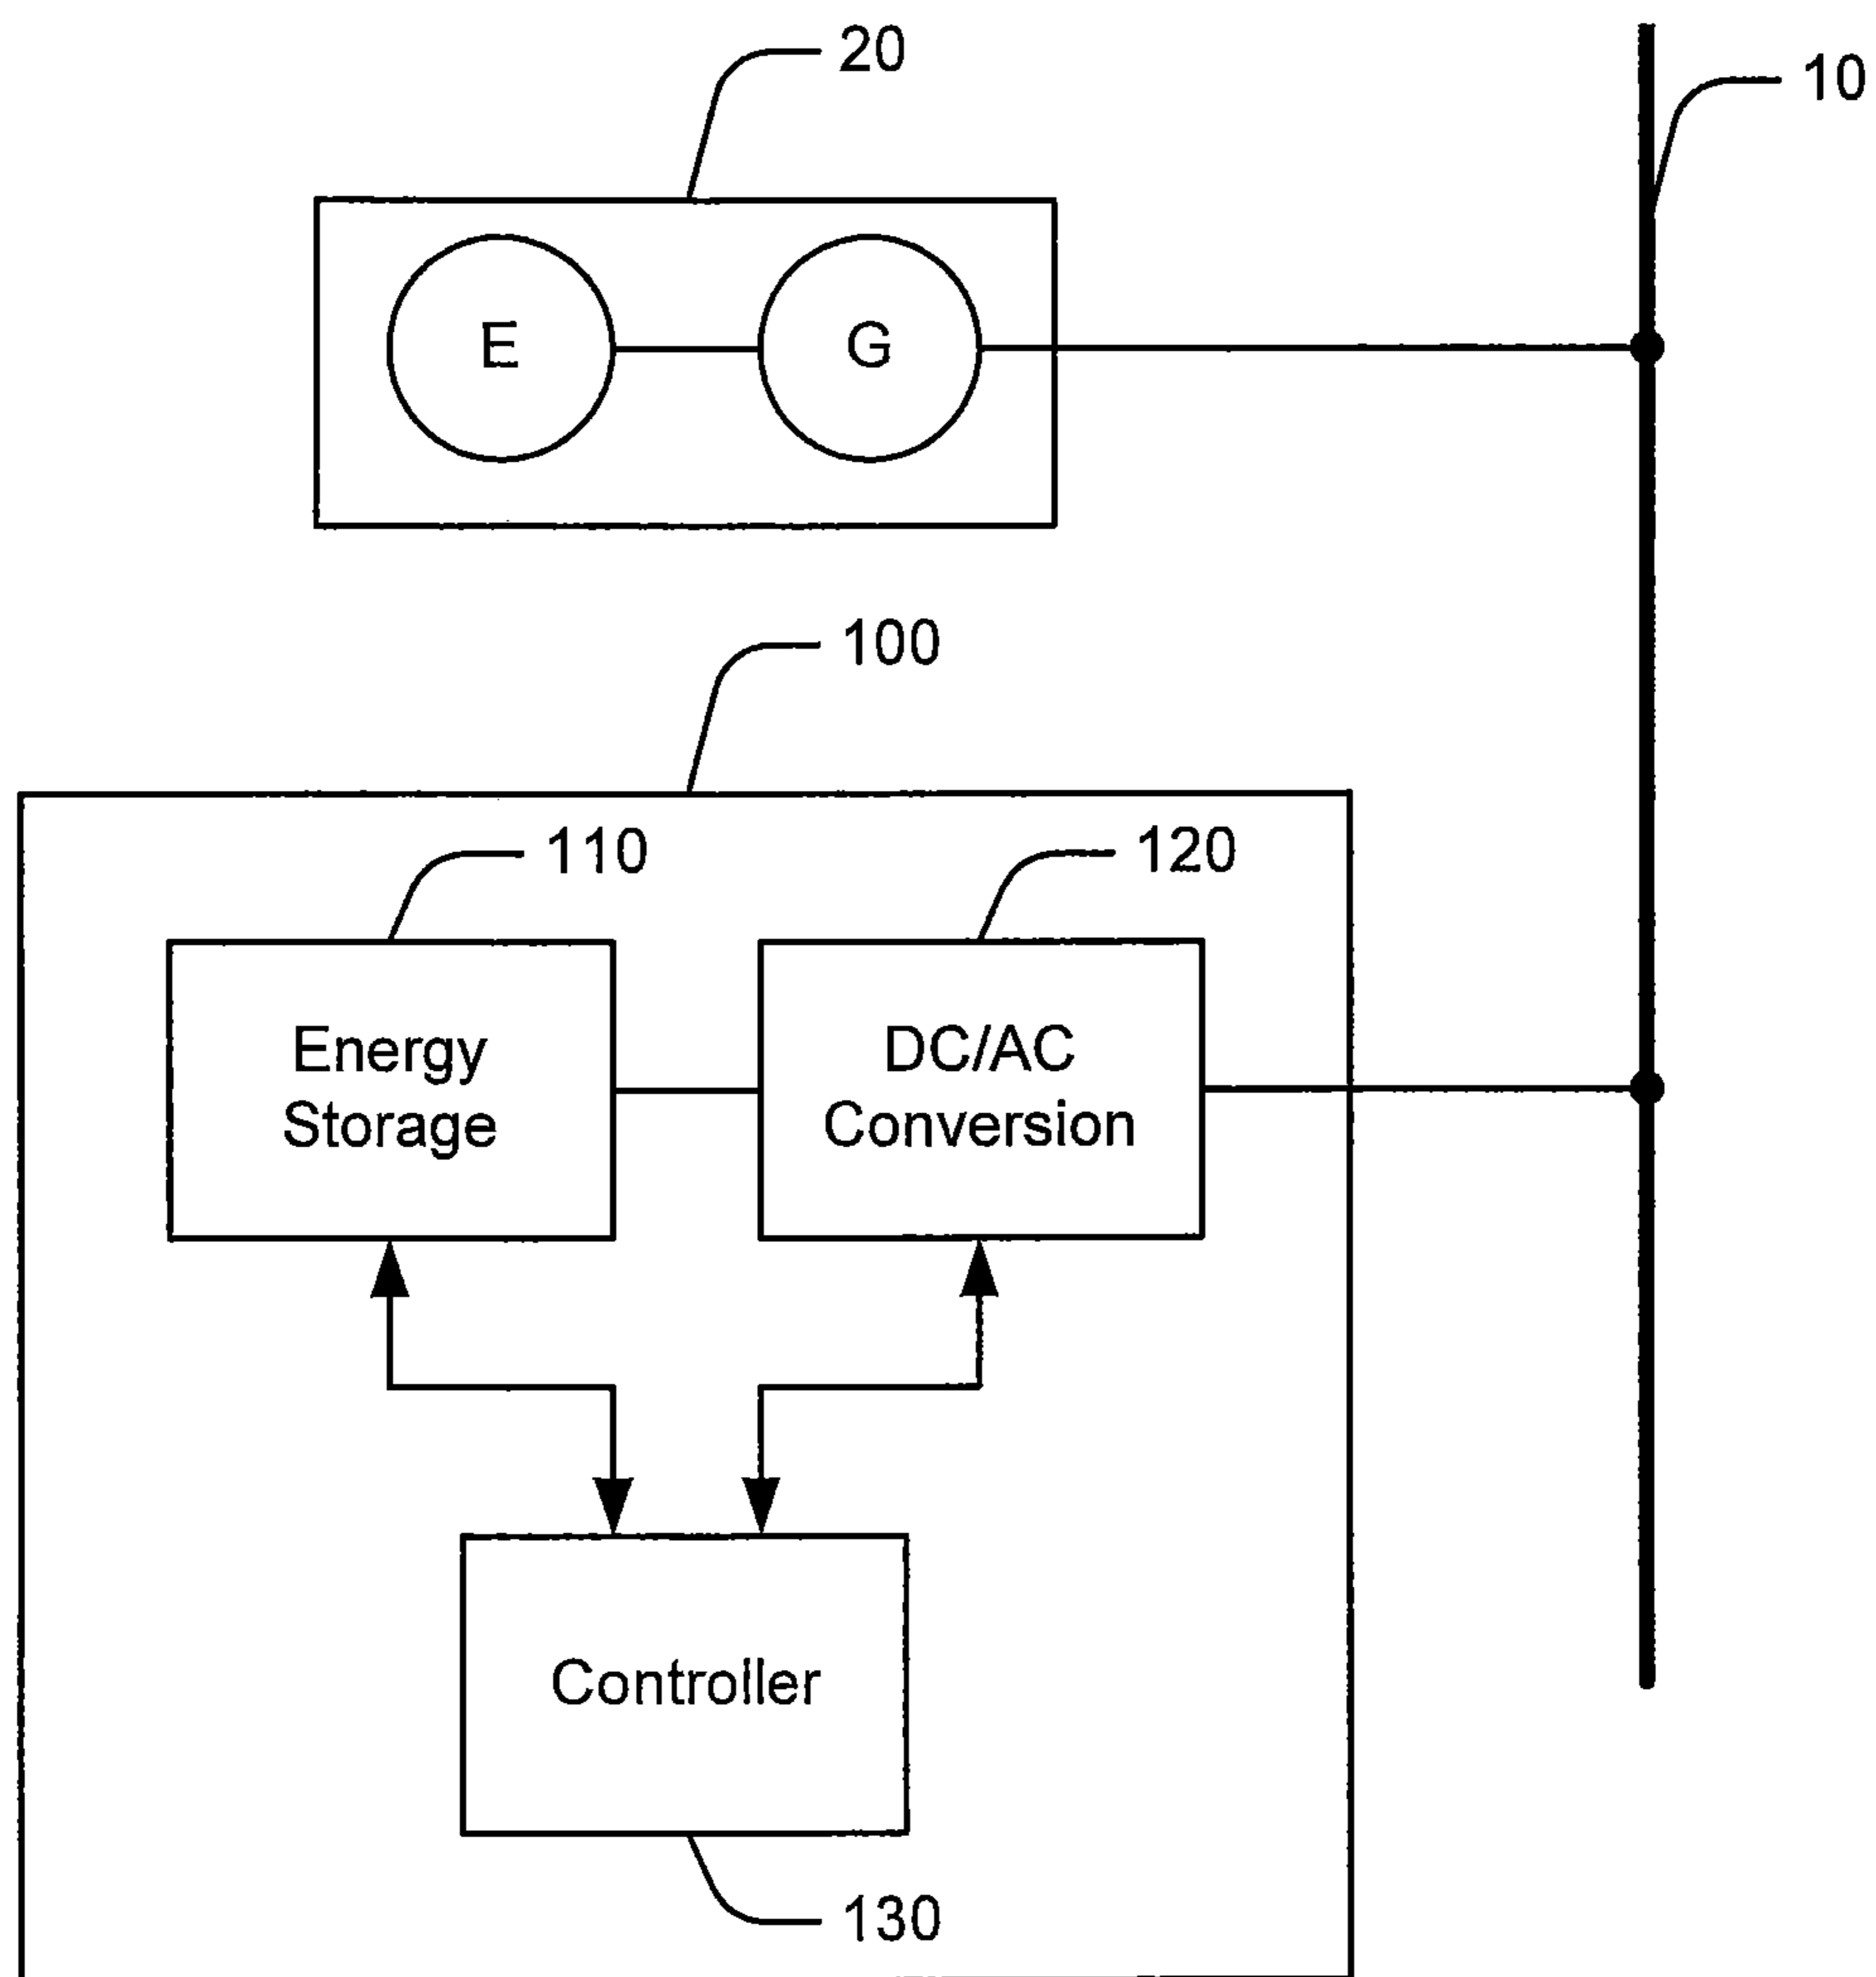 20
10
E
G
100
110
120
Energy
Storage
DC/AC
Conversion
Controller
130